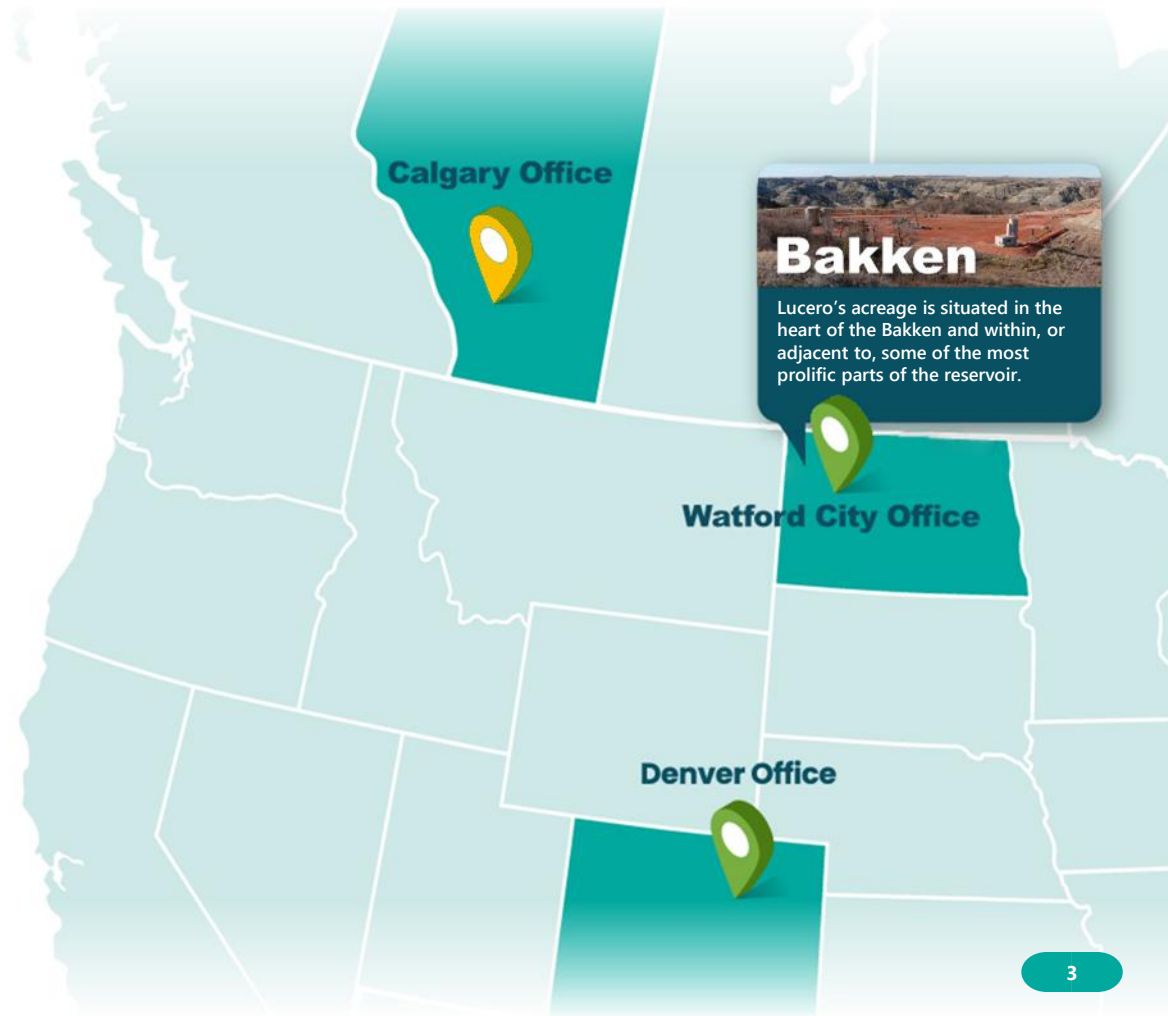 Calgary Office
Bakken
Lucero’s acreage is situated in the
heart of the Bakken and within, or
adjacent to, some of the most
prolific parts of the reservoir.
Watford City Office
Denver Office
3